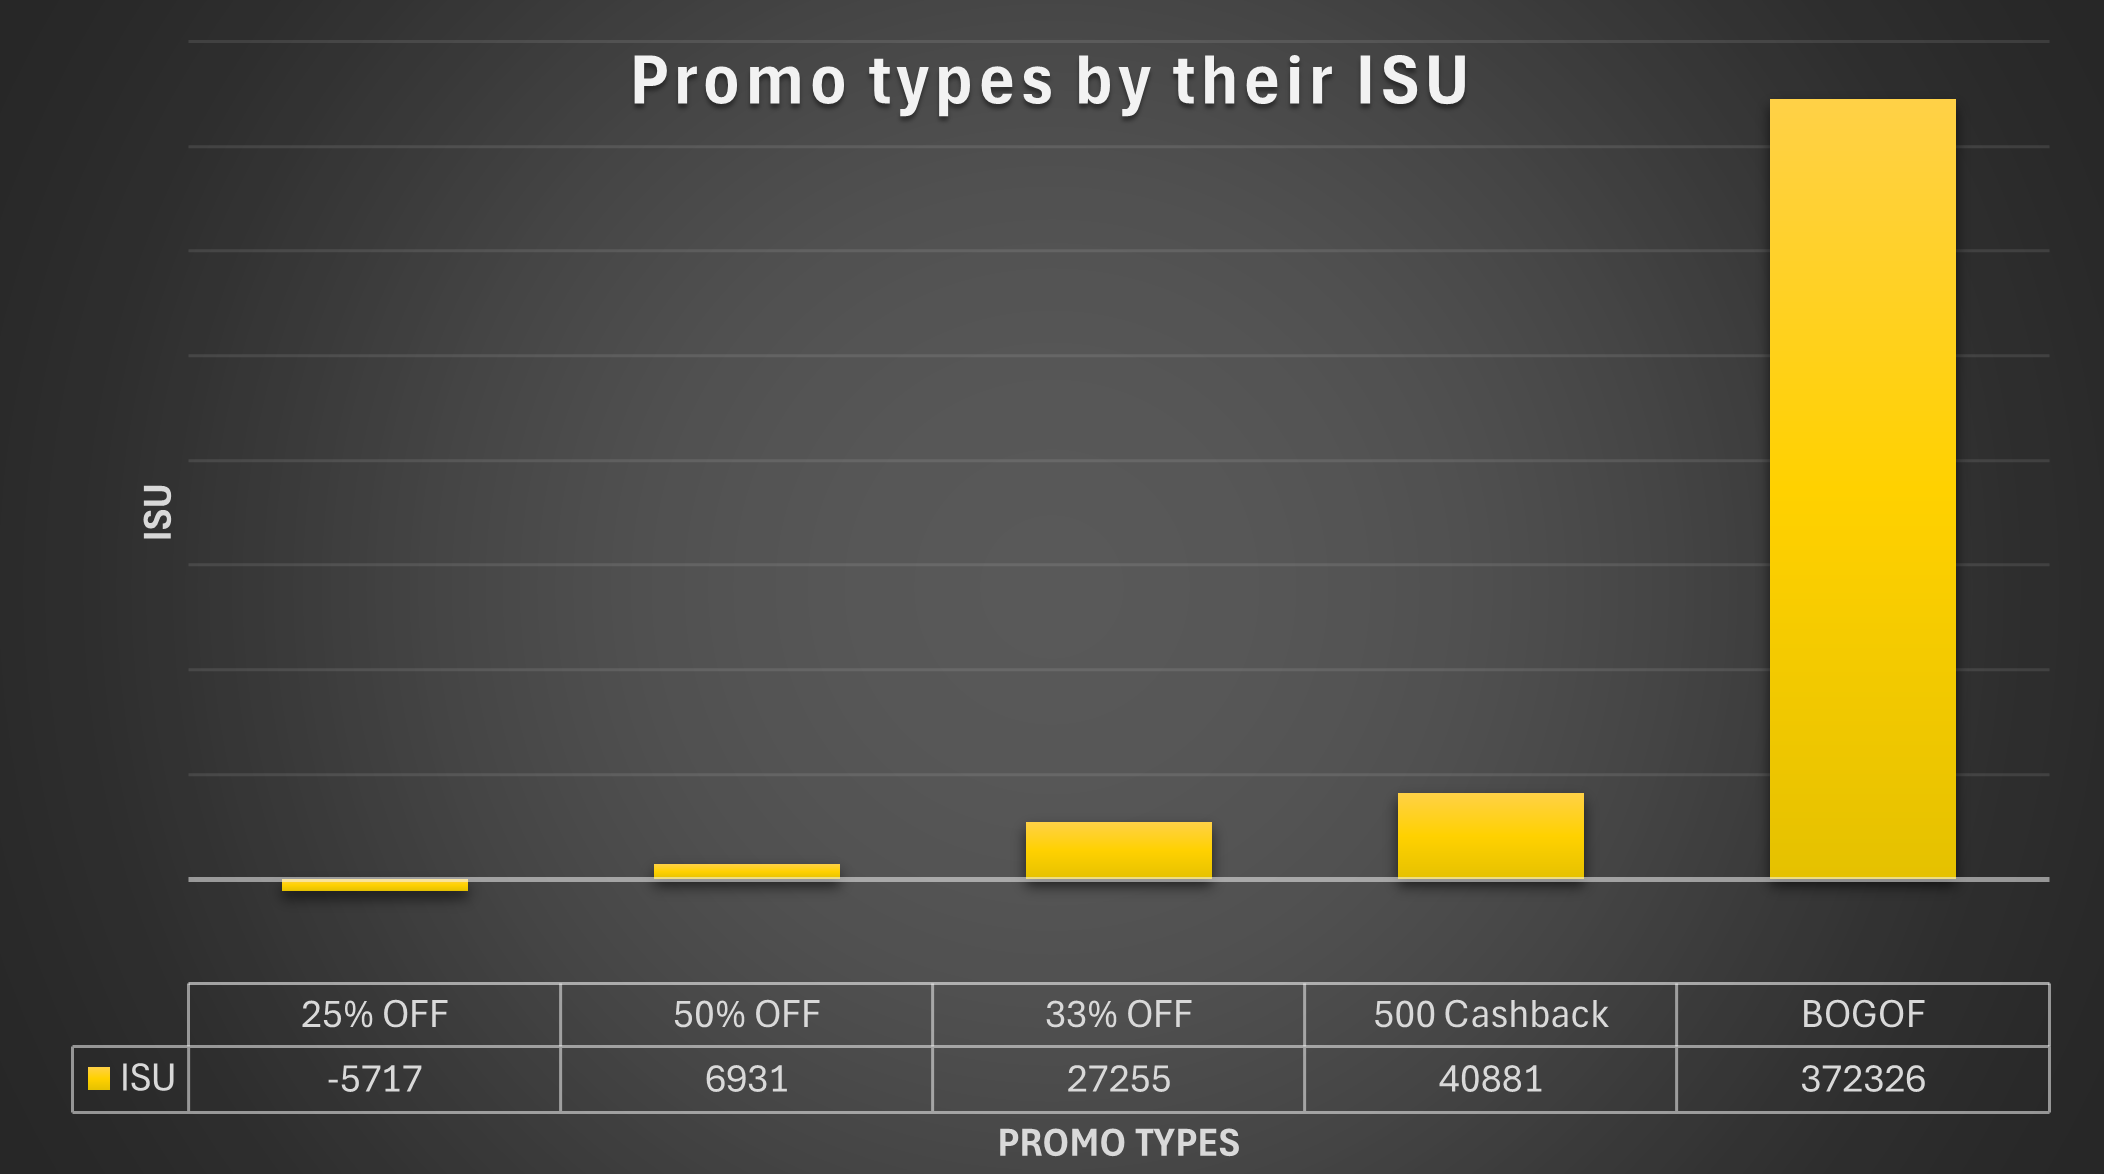 Promo types by their ISU
ISU
25% OFF 50% OFF 33% OFF 500 Cashback BOGOF
ISU -5717 6931 27255 40881 372326
PROMO TYPES